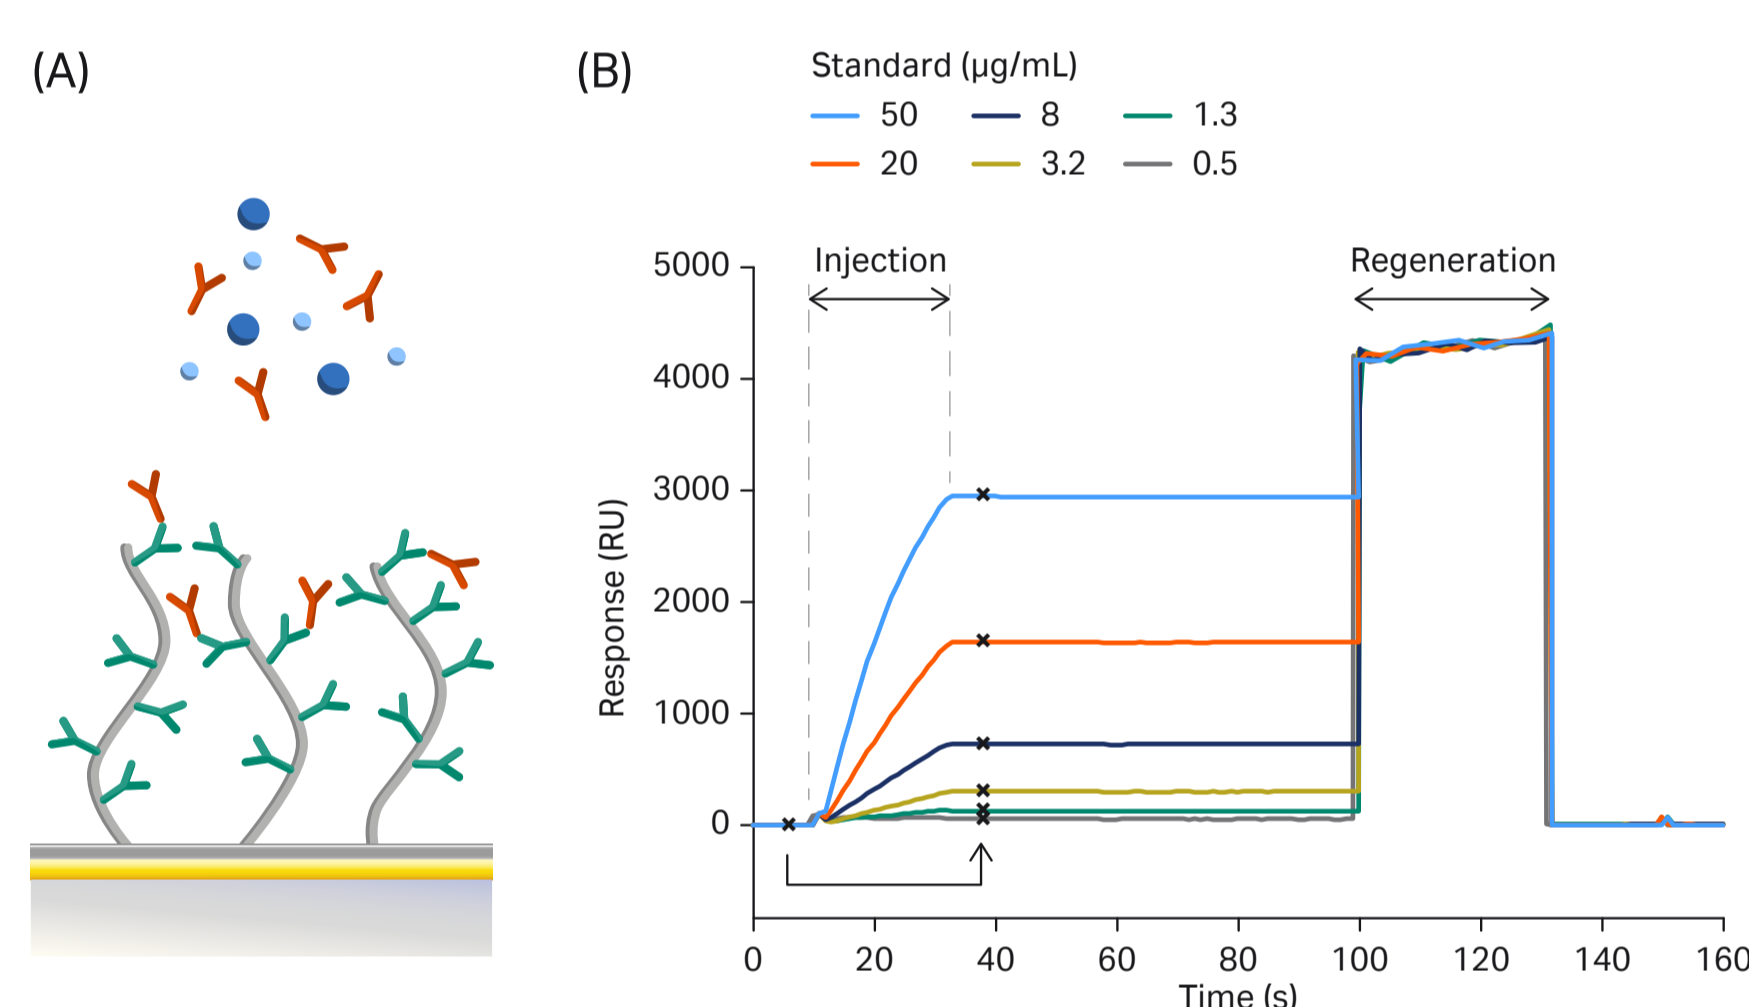 (A)
(B)
Standard (µg/mL)
50 8 1.3
20 3.2 0.5
Injection
Regeneration
5000
4000
3000
2000
1000
0
Response (RU)
0 20 40 60 80 100 120 140 160
Time (s)